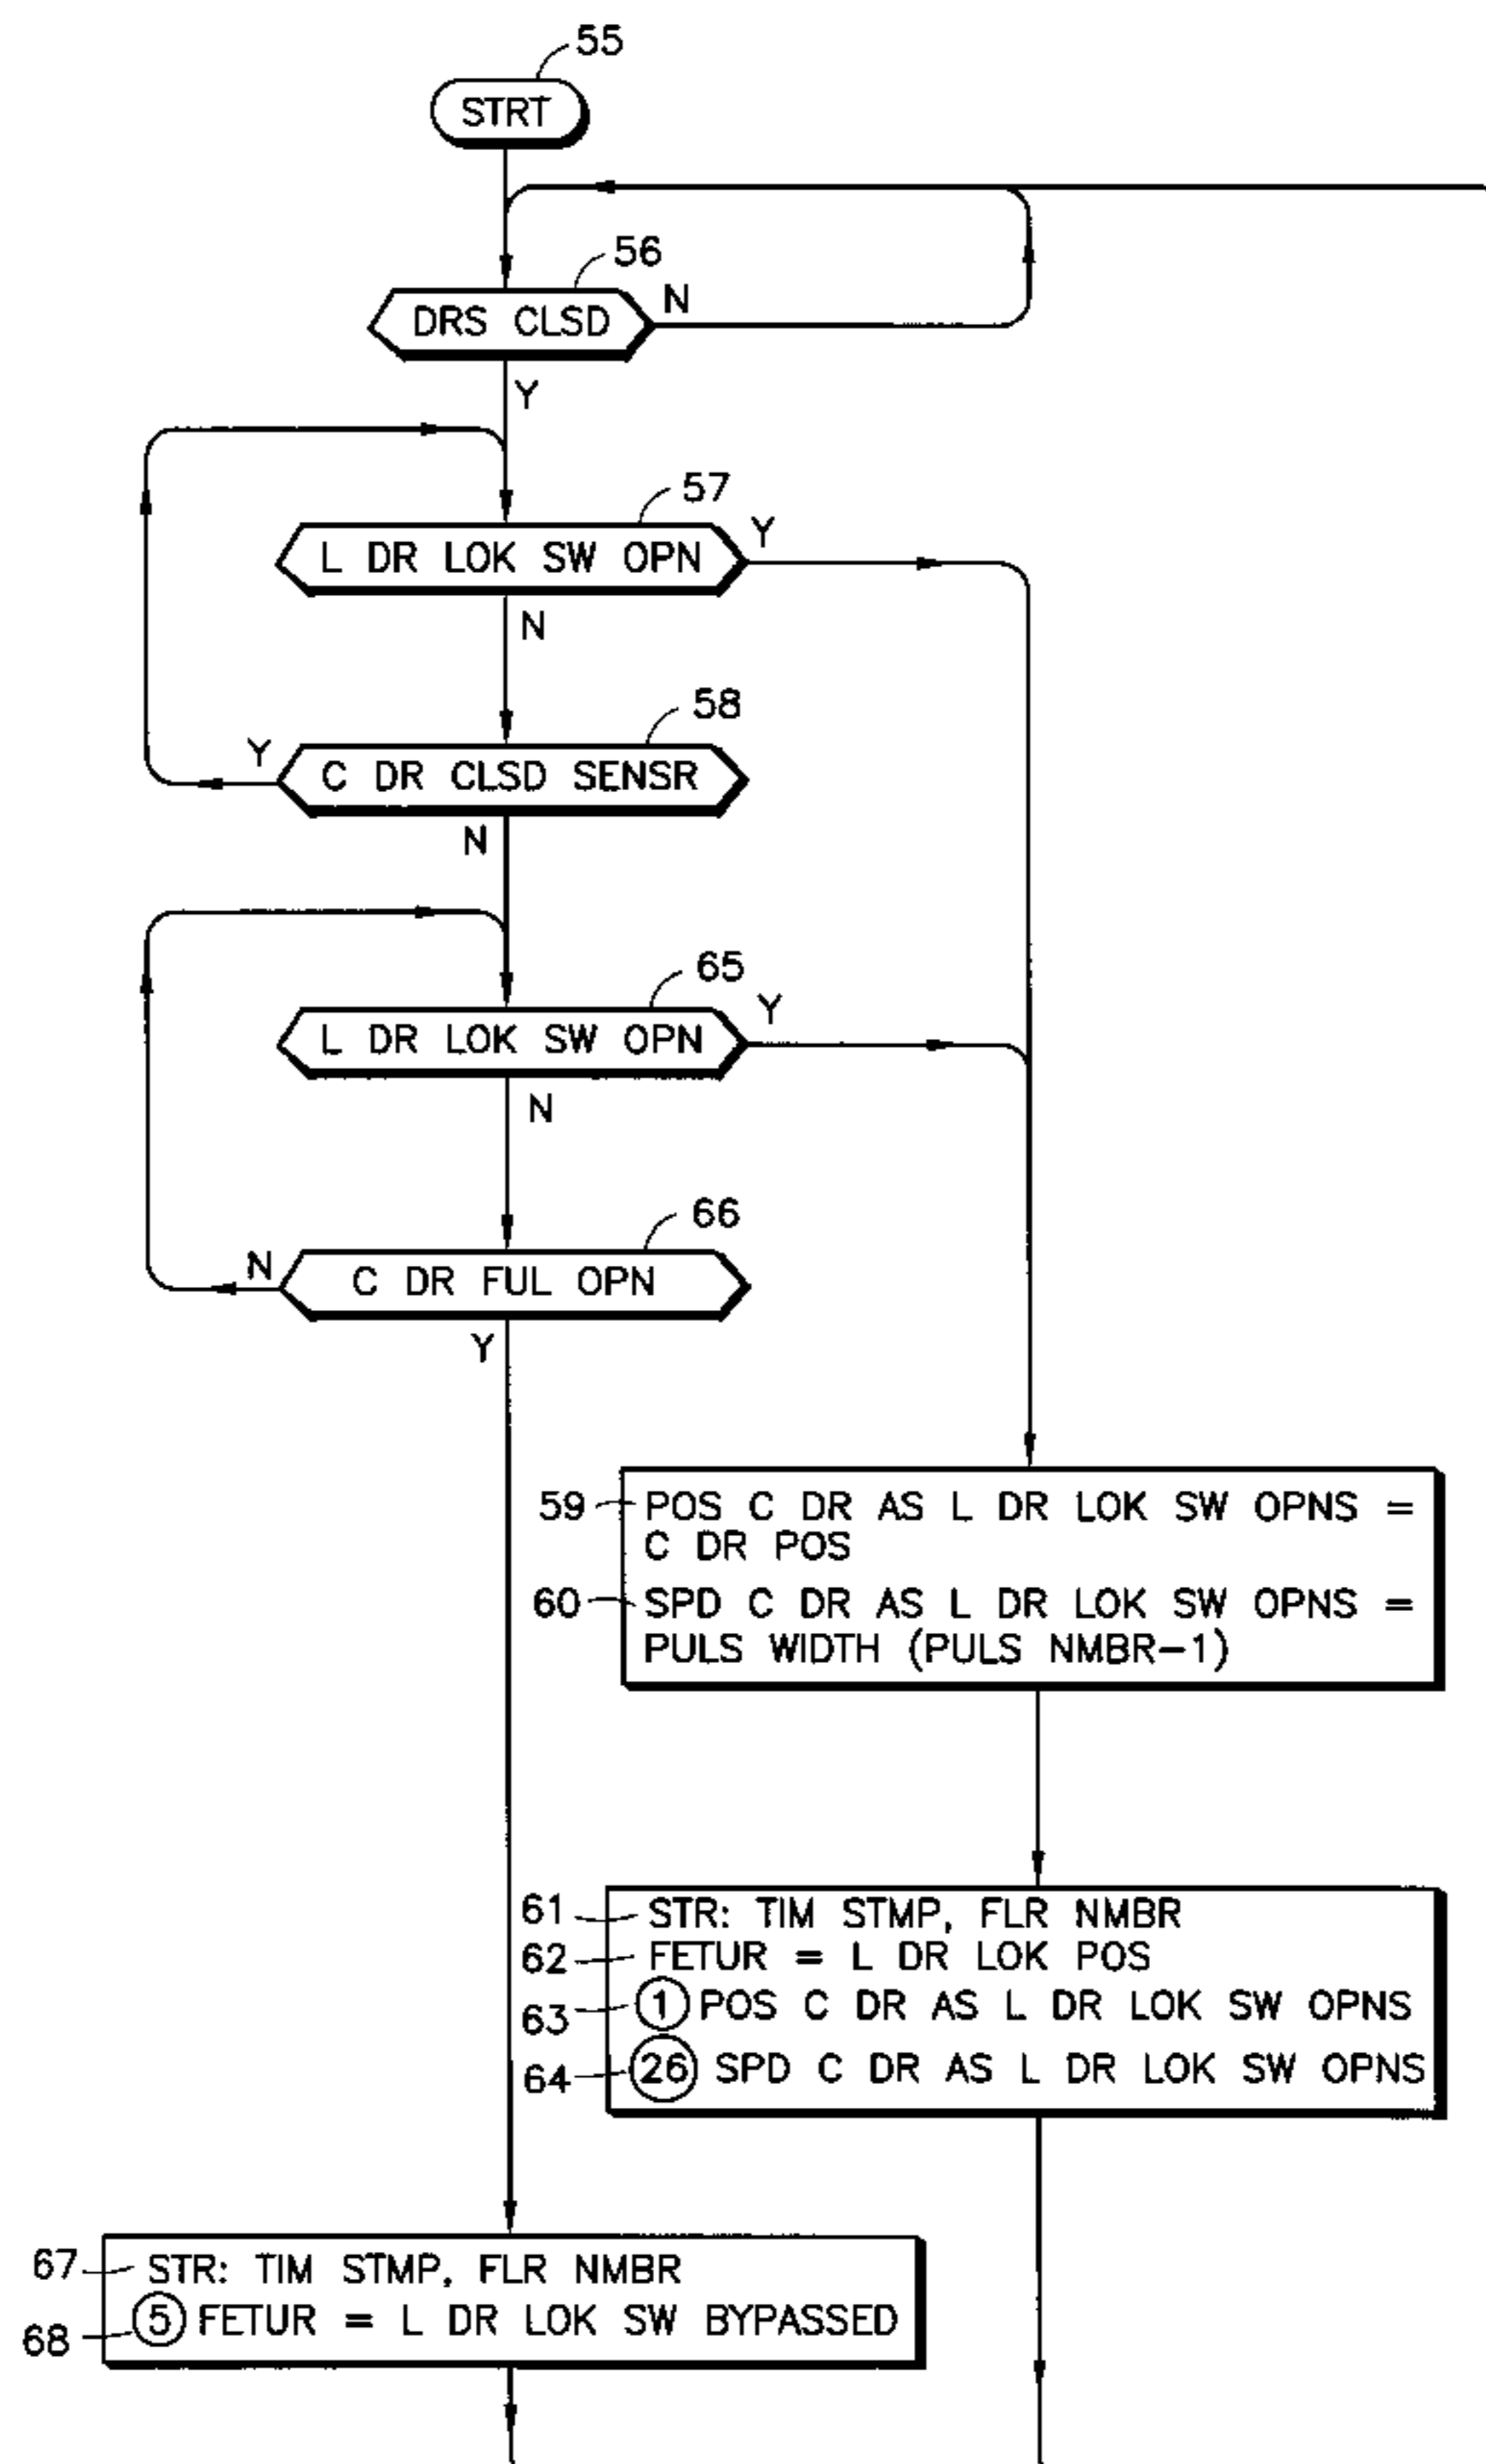 55
STRT
56
DRS CLSD
N
Y
57
L DR LOK SW OPN
Y
N
58
C DR CLSD SENSR
Y
N
65
L DR LOK SW OPN
Y
N
66
C DR FUL OPN
N
Y
59 POS C DR AS L DR LOK SW OPNS =
C DR POS
60 SPD C DR AS L DR LOK SW OPNS =
PULS WIDTH (PULS NMBR-1)
61 STR: TIM STMP, FLR NMBR
62 FETUR = L DR LOK POS
63 1 POS C DR AS L DR LOK SW OPNS
64 26 SPD C DR AS L DR LOK SW OPNS
67 STR: TIM STMP, FLR NMBR
68 5 FETUR = L DR LOK SW BYPASSED